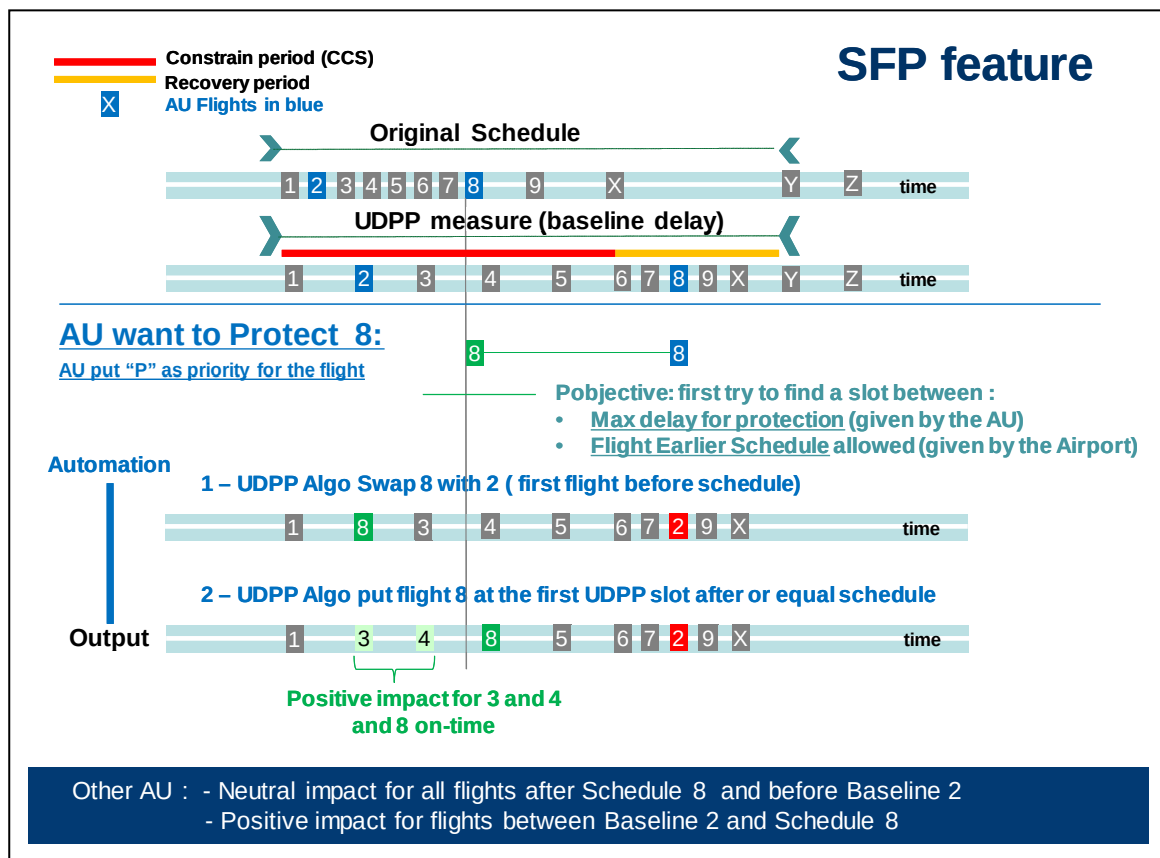 SFP feature
Constrain period (CCS)
Recovery period
X AU Flights in blue
Original Schedule
1 2 3 4 5 6 7 8 9 X Y Z time
UDPP measure (baseline delay)
1 2 3 4 5 6 7 8 9 X Y Z time
AU want to Protect 8:
AU put “P” as priority for the flight
8 8
Pobjective: first try to find a slot between :
• Max delay for protection (given by the AU)
• Flight Earlier Schedule allowed (given by the Airport)
Automation
1 – UDPP Algo Swap 8 with 2 ( first flight before schedule)
1 8 3 4 5 6 7 2 9 X time
2 – UDPP Algo put flight 8 at the first UDPP slot after or equal schedule
Output
1 3 4 8 5 6 7 2 9 X time
Positive impact for 3 and 4
and 8 on-time
Other AU : - Neutral impact for all flights after Schedule 8 and before Baseline 2
- Positive impact for flights between Baseline 2 and Schedule 8